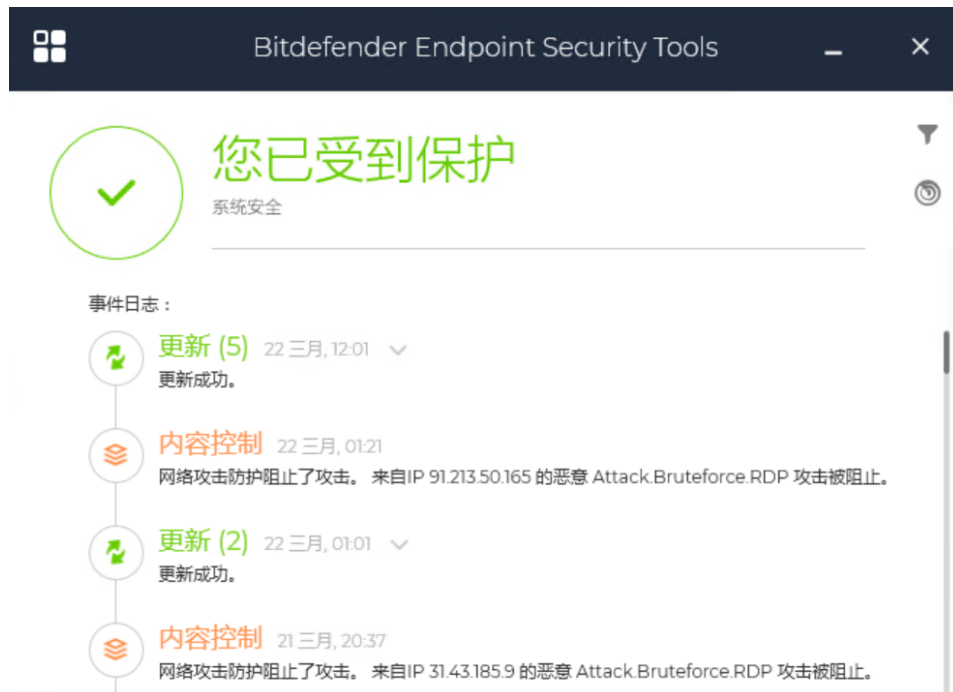 Bitdefender Endpoint Security Tools
您已受到保护
系统安全
事件日志：
更新 (5) 22 三月, 12:01
更新成功。
内容控制 22 三月, 01:21
网络攻击防护阻止了攻击。 来自IP 91.213.50.165 的恶意 Attack.Bruteforce.RDP 攻击被阻止。
更新 (2) 22 三月, 01:01
更新成功。
内容控制 21 三月, 20:37
网络攻击防护阻止了攻击。 来自IP 31.43.185.9 的恶意 Attack.Bruteforce.RDP 攻击被阻止。